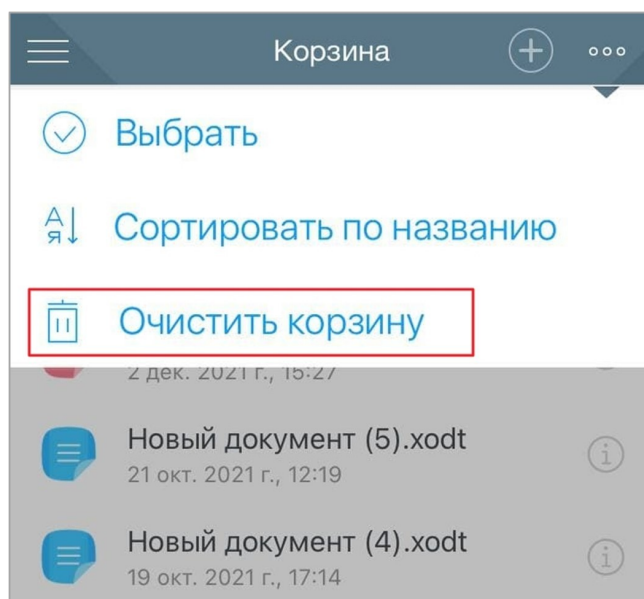 Корзина
Выбрать
Сортировать по названию
Очистить корзину
2 дек. 2021 г., 15:27
Новый документ (5).xodt
21 окт. 2021 г., 12:19
Новый документ (4).xodt
19 окт. 2021 г., 17:14